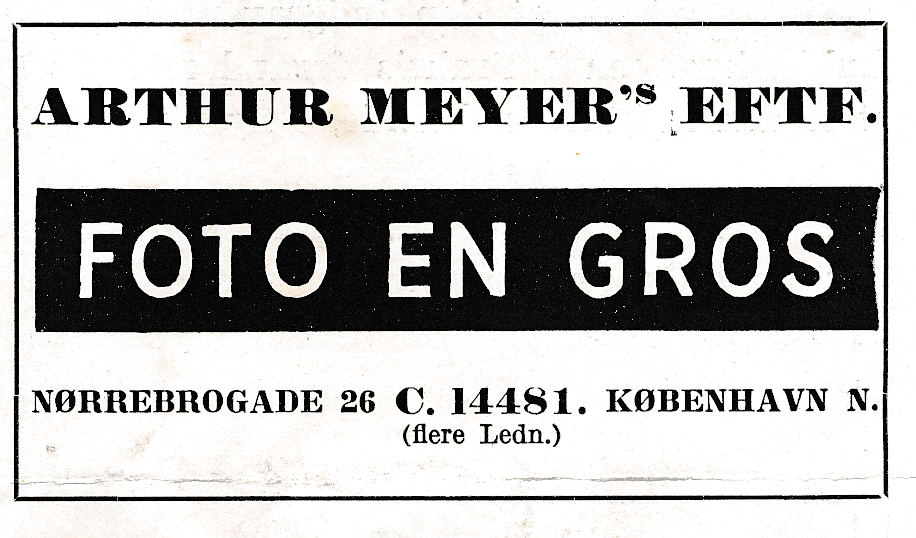 ARTHUR MEYER'S EFTF.
FOTO EN GROS
NØRREBROGADE 26 C. 14481. KØBENHAVN N.
(flere Ledn.)